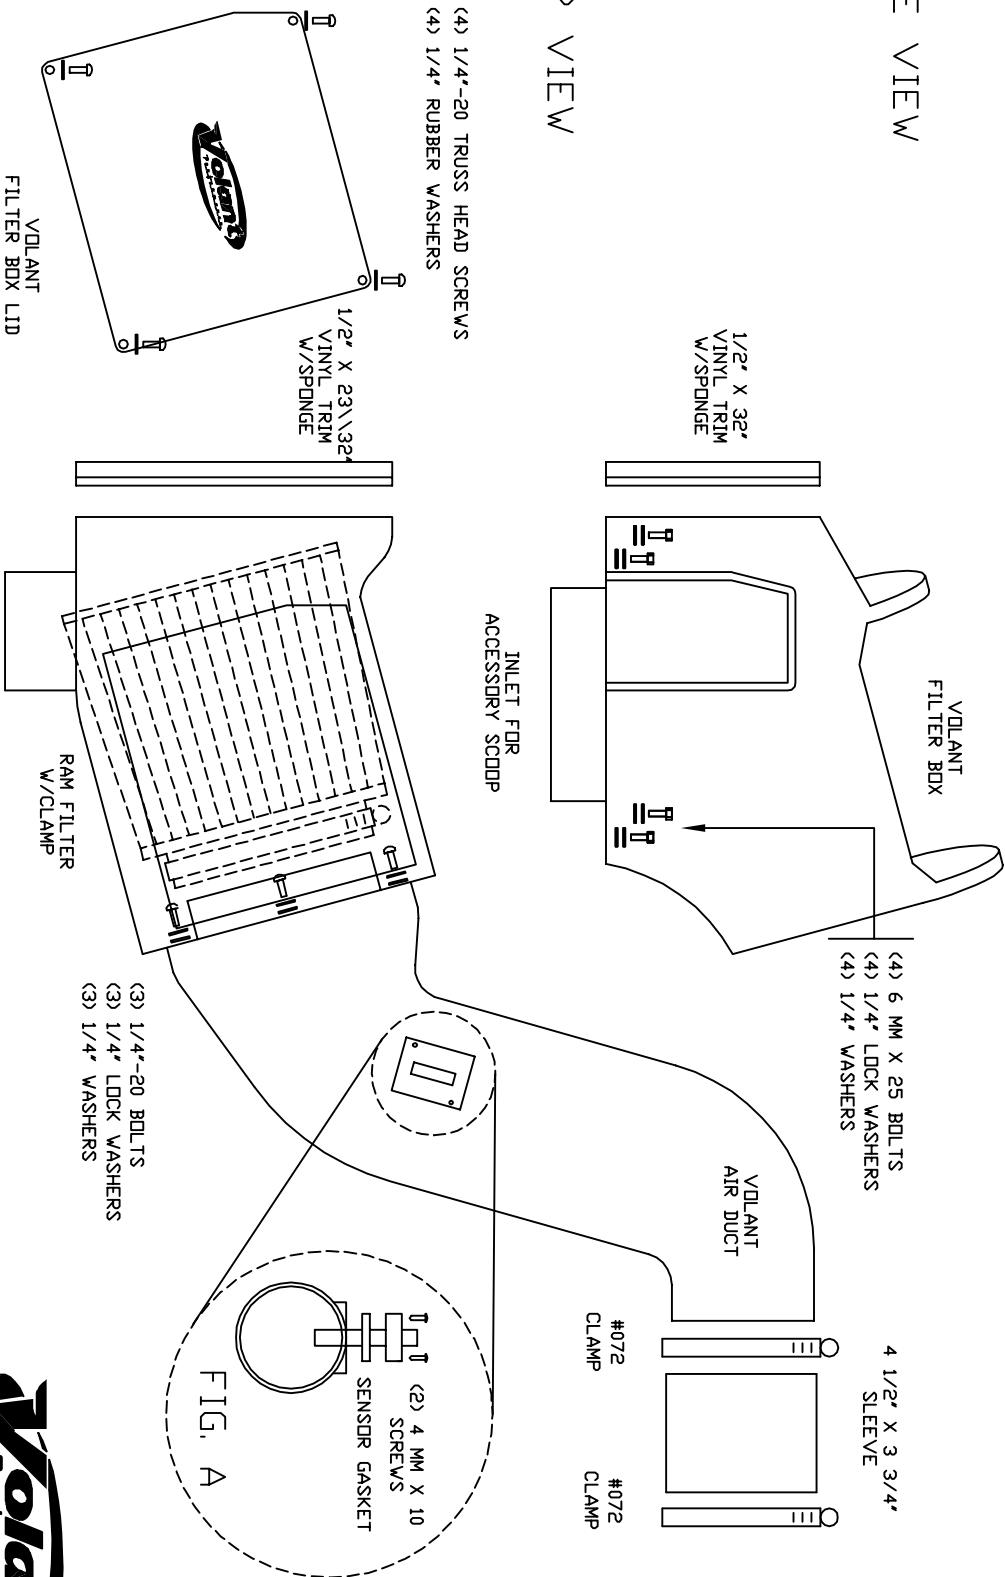 E VIEW
VIEW
(4) 1/4"-20 TRUSS HEAD SCREWS
(4) 1/4" RUBBER WASHERS
Volant
VOLANT
FILTER BOX LID
1/2" X 32"
VINYL TRIM
W/SPONGE
1/2" X 23\\32"
VINYL TRIM
W/SPONGE
VOLANT
FILTER BOX
INLET FOR
ACCESSORY SCOOP
RAM FILTER
W/CLAMP
(4) 6 MM X 25 BOLTS
(4) 1/4" LOCK WASHERS
(4) 1/4" WASHERS
(3) 1/4"-20 BOLTS
(3) 1/4" LOCK WASHERS
(3) 1/4" WASHERS
VOLANT
AIR DUCT
4 1/2" X 3 3/4"
SLEEVE
#072
CLAMP
#072
CLAMP
(2) 4 MM X 10
SCREWS
SENSOR GASKET
FIG. A
Vola